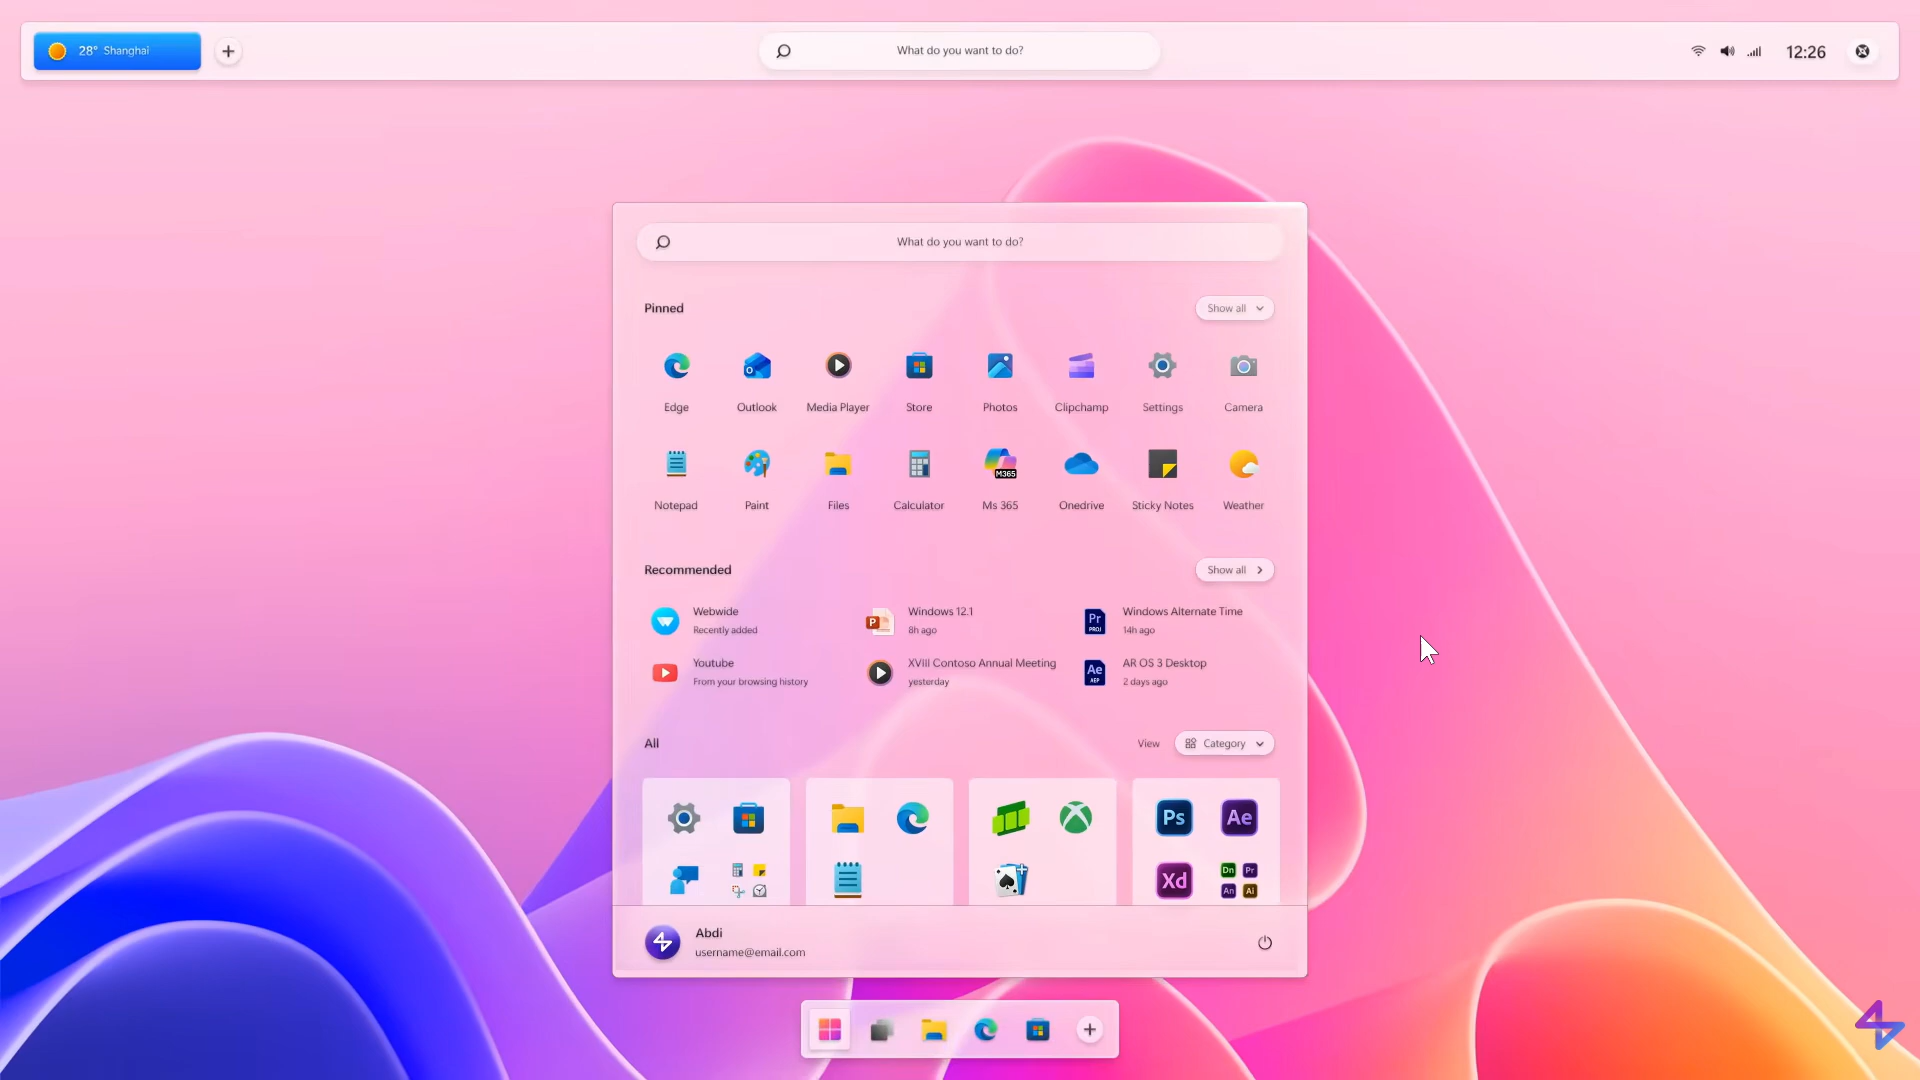 28° Shanghai
What do you want to do?
12:26
What do you want to do?
Pinned
Show all
Edge
Outlook
Media Player
Store
Photos
Clipchamp
Settings
Camera
M365
Notepad
Paint
Files
Calculator
Ms 365
Onedrive
Sticky Notes
Weather
Recommended
Show all
Webwide
Recently added
P
Windows 12.1
8h ago
Pr
PROJ
Windows Alternate Time
14h ago
Youtube
From your browsing history
XVIII Contoso Annual Meeting
yesterday
Ae
AEP
AR OS 3 Desktop
2 days ago
All
View
Category
Ps
Ae
Xd
Dn
Pr
An
Ai
Abdi
username@email.com